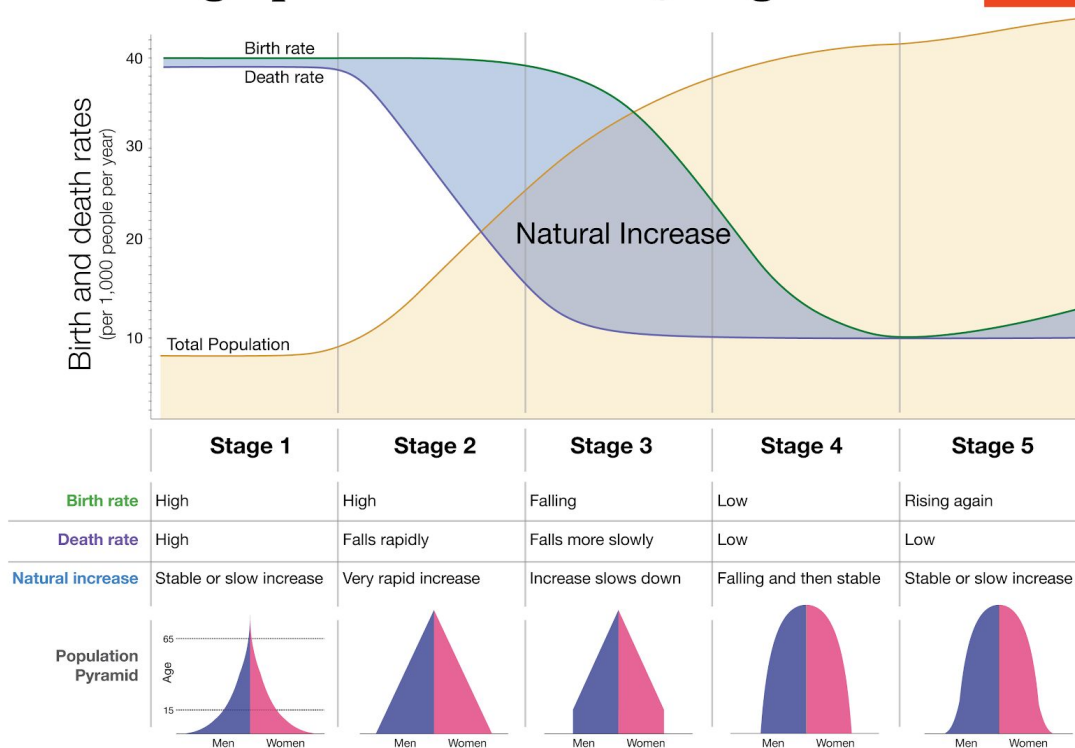 40
Birth rate
Death rate
30
20
10
Birth and death rates
(per 1,000 people per year)
Natural Increase
Total Population
Stage 1 Stage 2 Stage 3 Stage 4 Stage 5
Birth rate High High Falling Low Rising again
Death rate High Falls rapidly Falls more slowly Low Low
Natural increase Stable or slow increase Very rapid increase Increase slows down Falling and then stable Stable or slow increase
Population
Pyramid
65
Age
15
Men Women Men Women Men Women Men Women Men Women